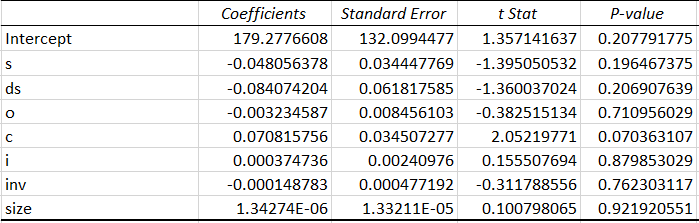 Coefficients Standard Error t Stat P-value
Intercept 179.2776608 132.0994477 1.357141637 0.207791775
s -0.048056378 0.034447769 -1.395050532 0.196467375
ds -0.084074204 0.061817585 -1.360037024 0.206907639
o -0.003234587 0.008456103 -0.382515134 0.710956029
c 0.070815756 0.034507277 2.05219771 0.070363107
i 0.000374736 0.00240976 0.155507694 0.879853029
inv -0.000148783 0.000477192 -0.311788556 0.762303117
size 1.34274E-06 1.33211E-05 0.100798065 0.921920551